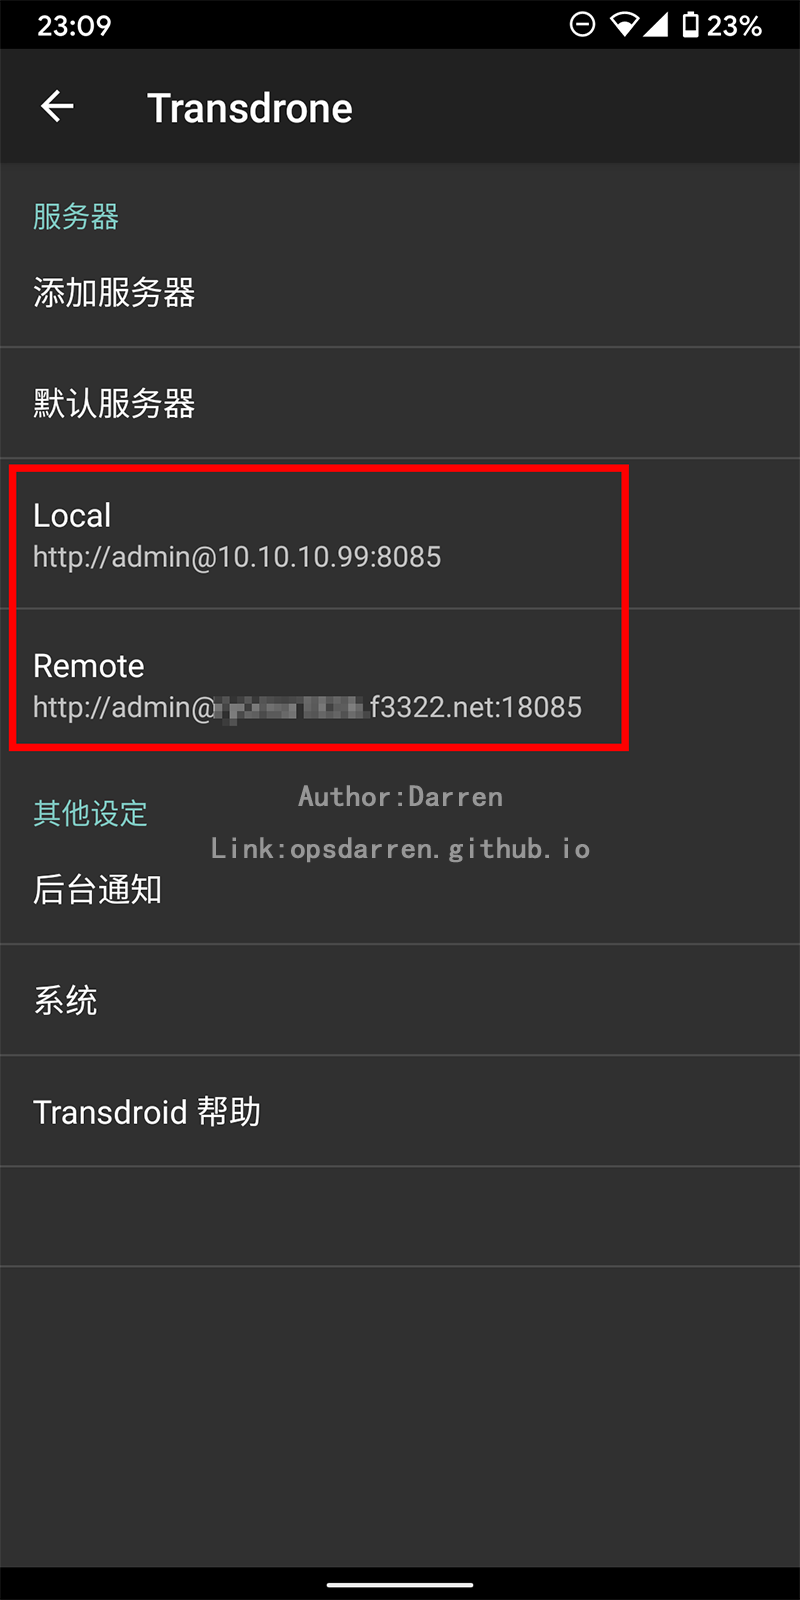 23:09
23%
Transdrone
服务器
添加服务器
默认服务器
Local
http://admin@10.10.10.99:8085
Remote
http://admin@ .f3322.net:18085
Author:Darren
其他设定
Link:opsdarren.github.io
后台通知
系统
Transdroid 帮助